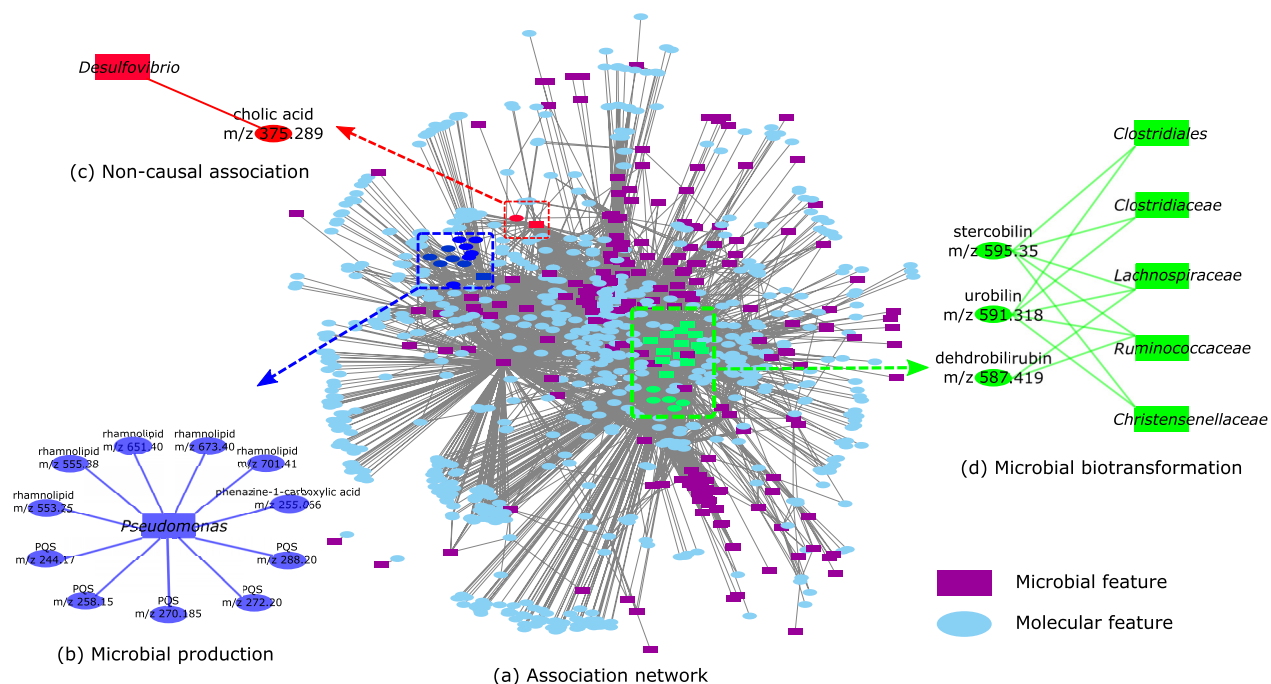 Desulfovibrio
cholic acid
m/z 375.289
(c) Non-causal association
rhamnolipid
m/z 651.40
rhamnolipid
m/z 673.40
rhamnolipid
m/z 555.38
rhamnolipid
m/z 701.41
rhamnolipid
m/z 553.25
phenazine-1-carboxylic acid
m/z 255.066
Pseudomonas
PQS
m/z 244.17
PQS
m/z 288.20
PQS
m/z 258.15
PQS
m/z 270.185
PQS
m/z 272.20
(b) Microbial production
(a) Association network
Clostridiales
Clostridiaceae
Lachnospiraceae
Ruminococcaceae
Christensenellaceae
stercobilin
m/z 595.35
urobilin
m/z 591.318
dehdrobilirubin
m/z 587.419
(d) Microbial biotransformation
Microbial feature
Molecular feature